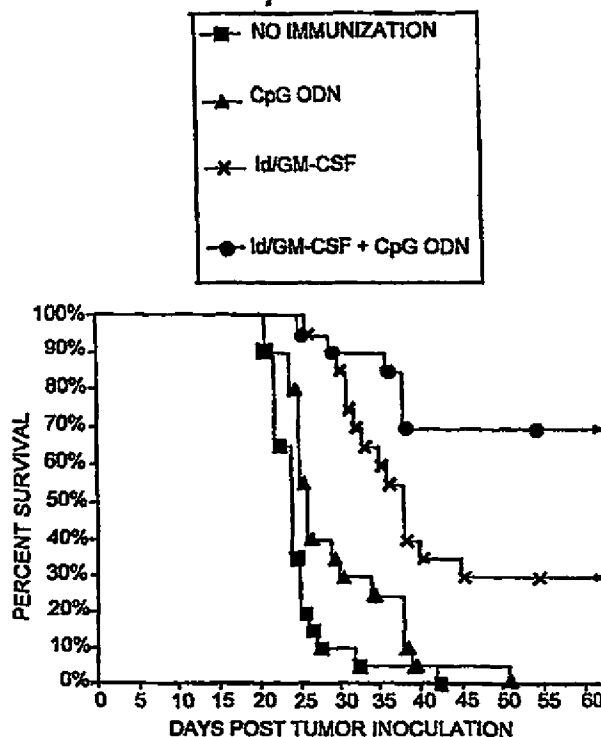 NO IMMUNIZATION
CpG ODN
Id/GM-CSF
Id/GM-CSF + CpG ODN
100%
90%
80%
70%
60%
50%
40%
30%
20%
10%
0%
PERCENT SURVIVAL
0 5 10 15 20 25 30 35 40 45 50 55 60
DAYS POST TUMOR INOCULATION